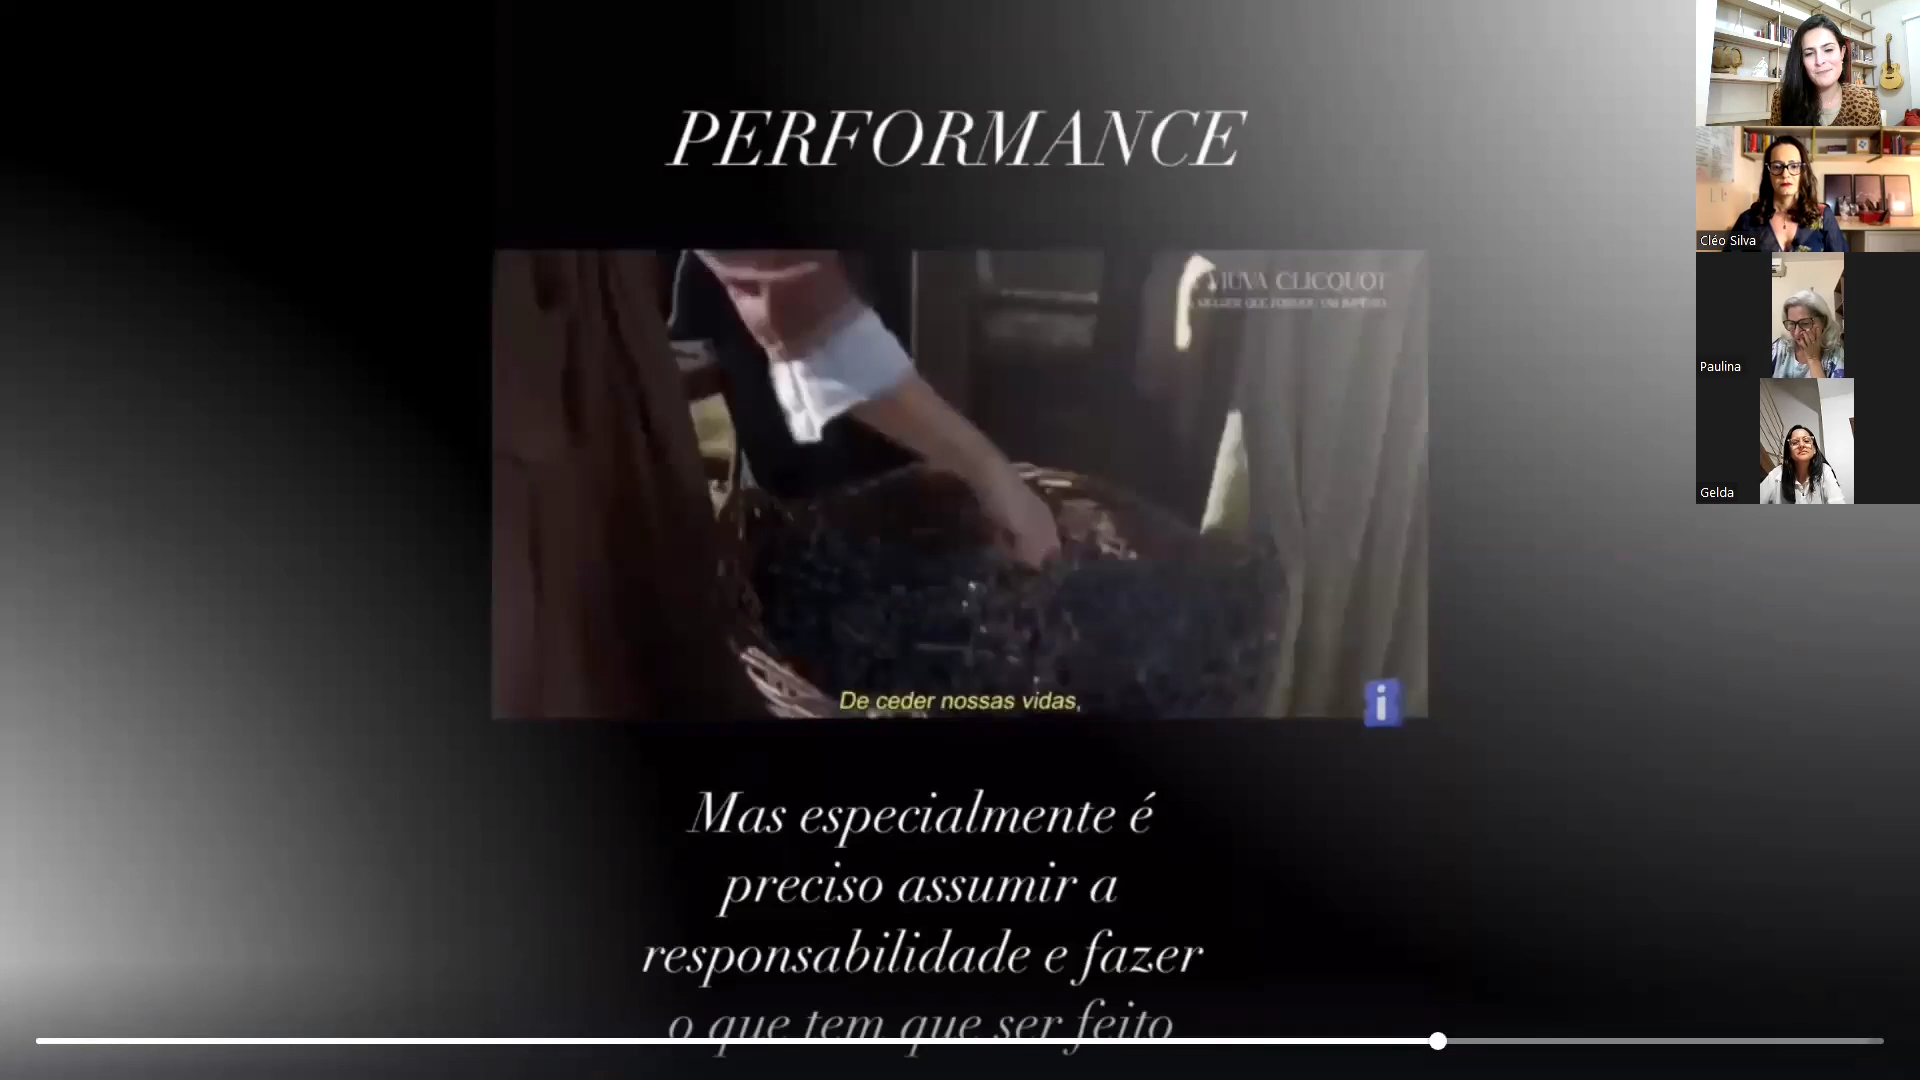 PERFORMANCE
VIUVA CLICQUOT
De ceder nossas vidas,
i
Mas especialmente é
preciso assumir a
responsabilidade e fazer
o que tem que ser feito
Cléo Silva
Paulina
Gelda